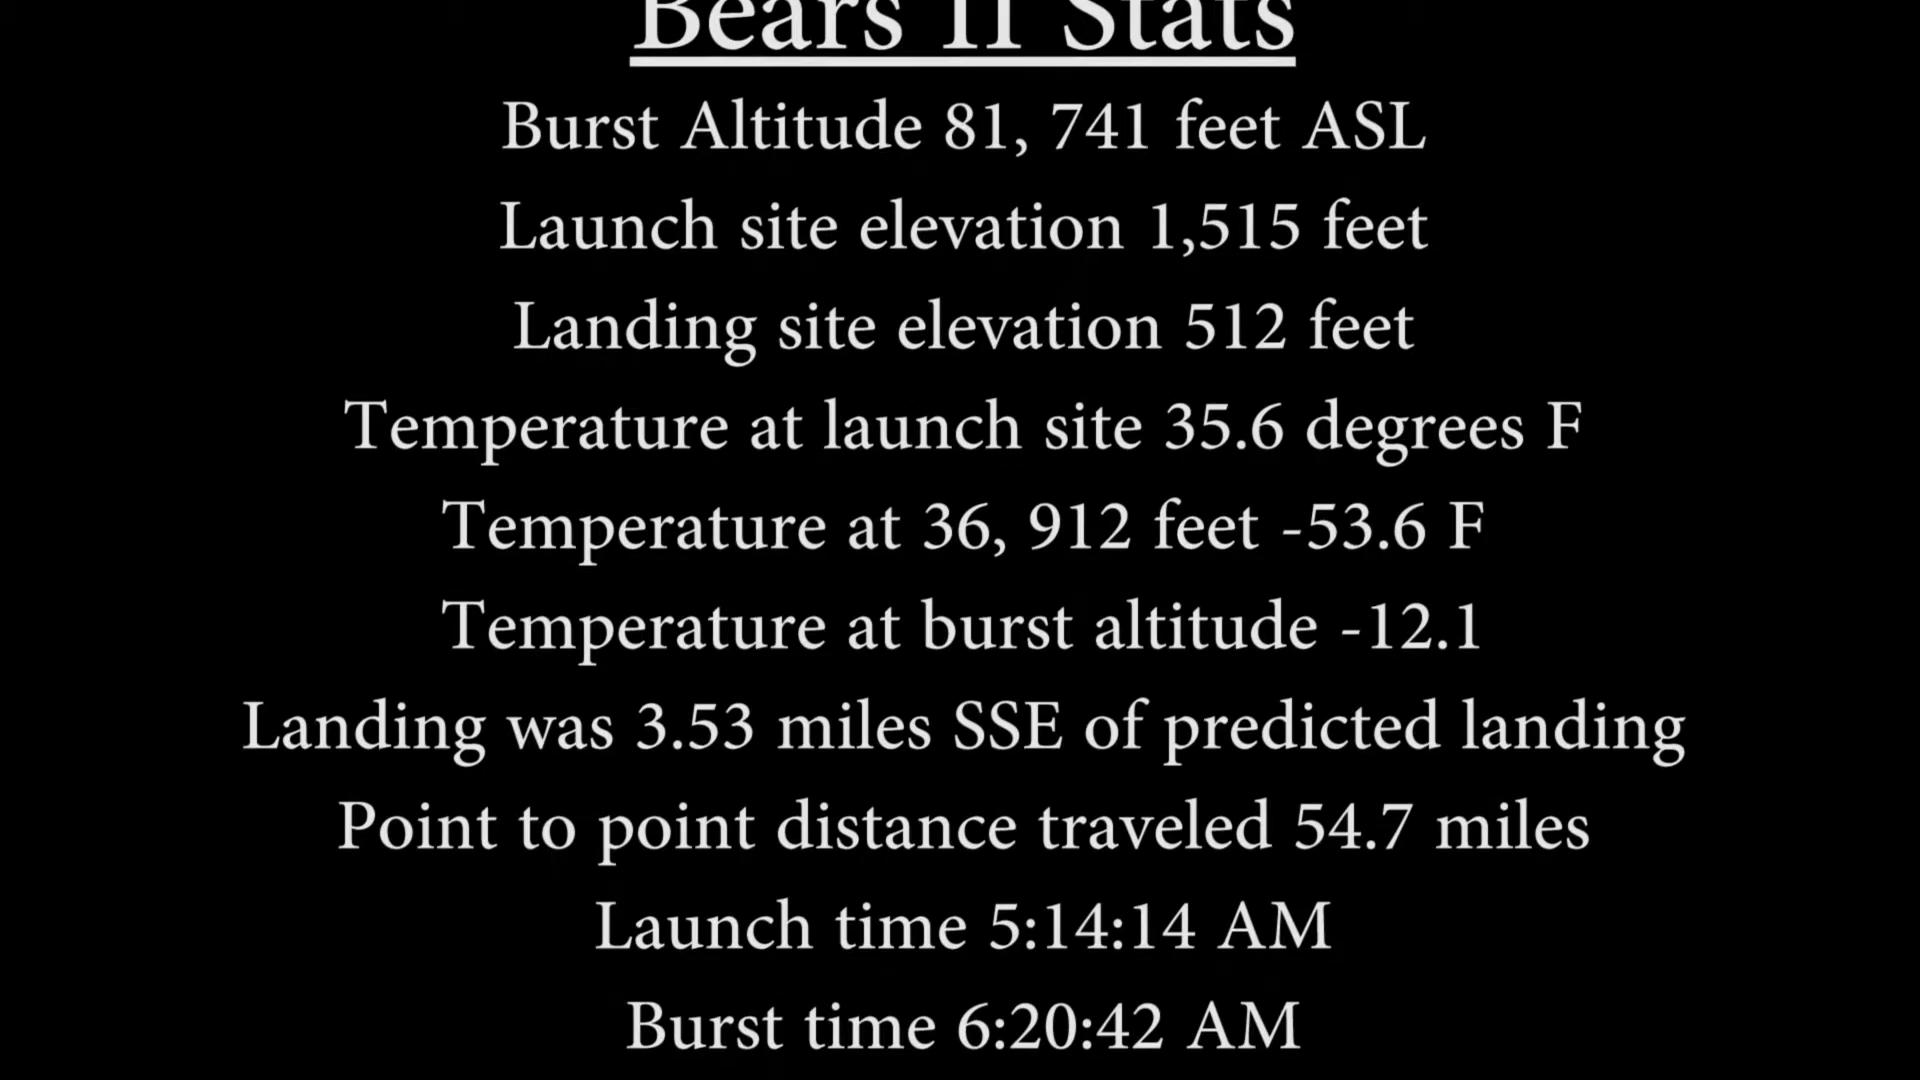 Bears 11 Stats
Burst Altitude 81, 741 feet ASL
Launch site elevation 1,515 feet
Landing site elevation 512 feet
Temperature at launch site 35.6 degrees F
Temperature at 36, 912 feet -53.6 F
Temperature at burst altitude -12.1
Landing was 3.53 miles SSE of predicted landing
Point to point distance traveled 54.7 miles
Launch time 5:14:14 AM
Burst time 6:20:42 AM